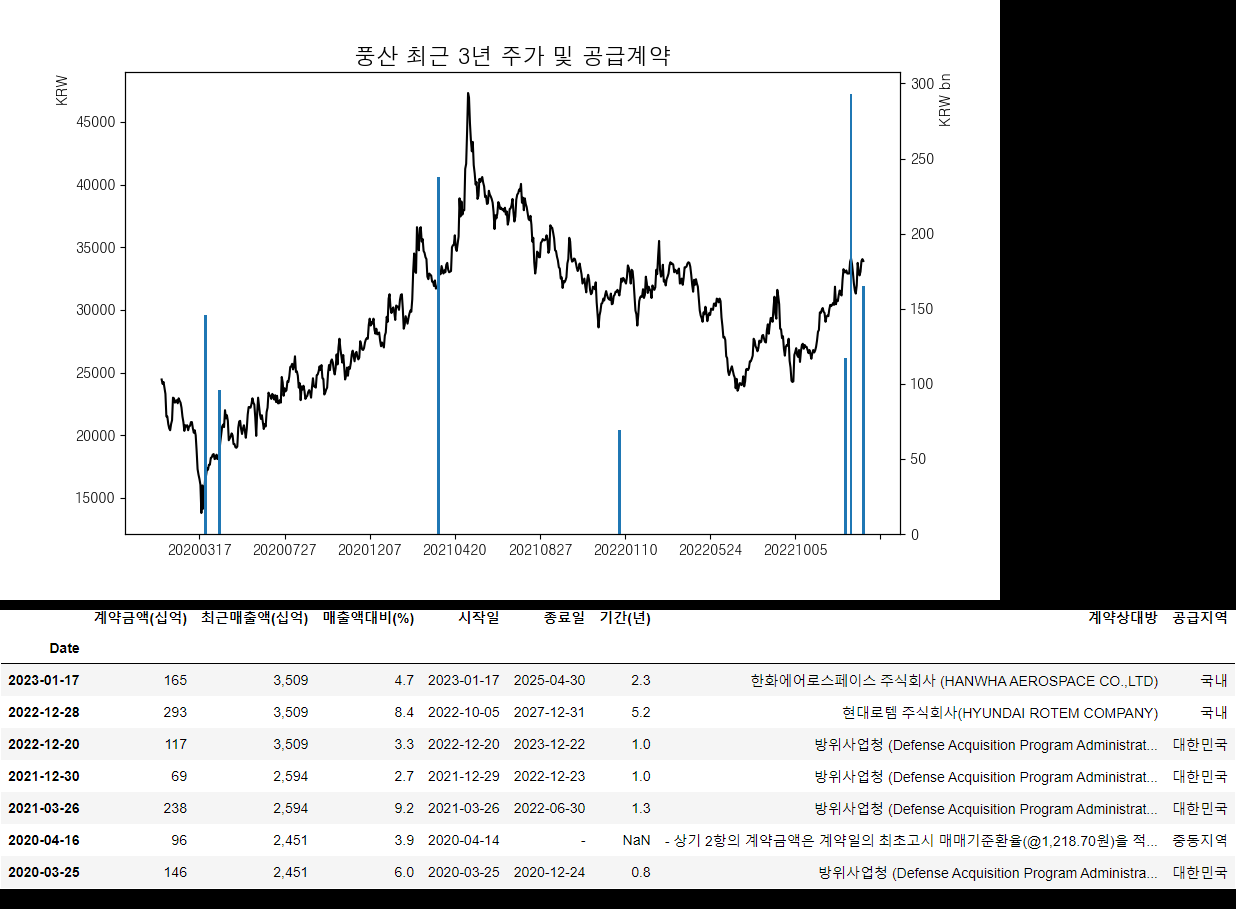 풍산 최근 3년 주가 및 공급계약
KRW
KRW bn
45000
40000
35000
30000
25000
20000
15000
300
250
200
150
100
50
0
20200317 20200727 20201207 20210420 20210827 20220110 20220524 20221005
계약금액(십억) 최근매출액(십억) 매출액대비(%) 시작일 종료일 기간(년) 계약상대방 공급지역
Date
2023-01-17 165 3,509 4.7 2023-01-17 2025-04-30 2.3 한화에어로스페이스 주식회사 (HANWHA AEROSPACE CO.,LTD) 국내
2022-12-28 293 3,509 8.4 2022-10-05 2027-12-31 5.2 현대로템 주식회사(HYUNDAI ROTEM COMPANY) 국내
2022-12-20 117 3,509 3.3 2022-12-20 2023-12-22 1.0 방위사업청 (Defense Acquisition Program Administrat... 대한민국
2021-12-30 69 2,594 2.7 2021-12-29 2022-12-23 1.0 방위사업청 (Defense Acquisition Program Administrat... 대한민국
2021-03-26 238 2,594 9.2 2021-03-26 2022-06-30 1.3 방위사업청 (Defense Acquisition Program Administrat... 대한민국
2020-04-16 96 2,451 3.9 2020-04-14 - NaN - 상기 2항의 계약금액은 계약일의 최초고시 매매기준환율(@1,218.70원)을 적... 중동지역
2020-03-25 146 2,451 6.0 2020-03-25 2020-12-24 0.8 방위사업청 (Defense Acquisition Program Administra... 대한민국